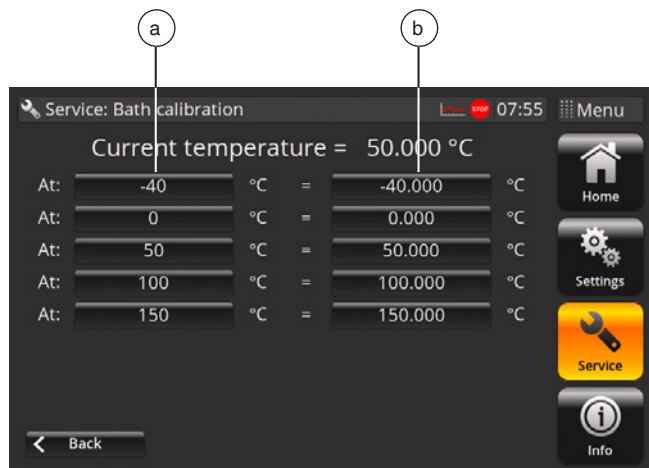 a b
Service: Bath calibration STOP 07:55 Menu
Current temperature = 50.000 °C
At: -40 °C = -40.000 °C
At: 0 °C = 0.000 °C
At: 50 °C = 50.000 °C
At: 100 °C = 100.000 °C
At: 150 °C = 150.000 °C
Back
Home
Settings
Service
Info